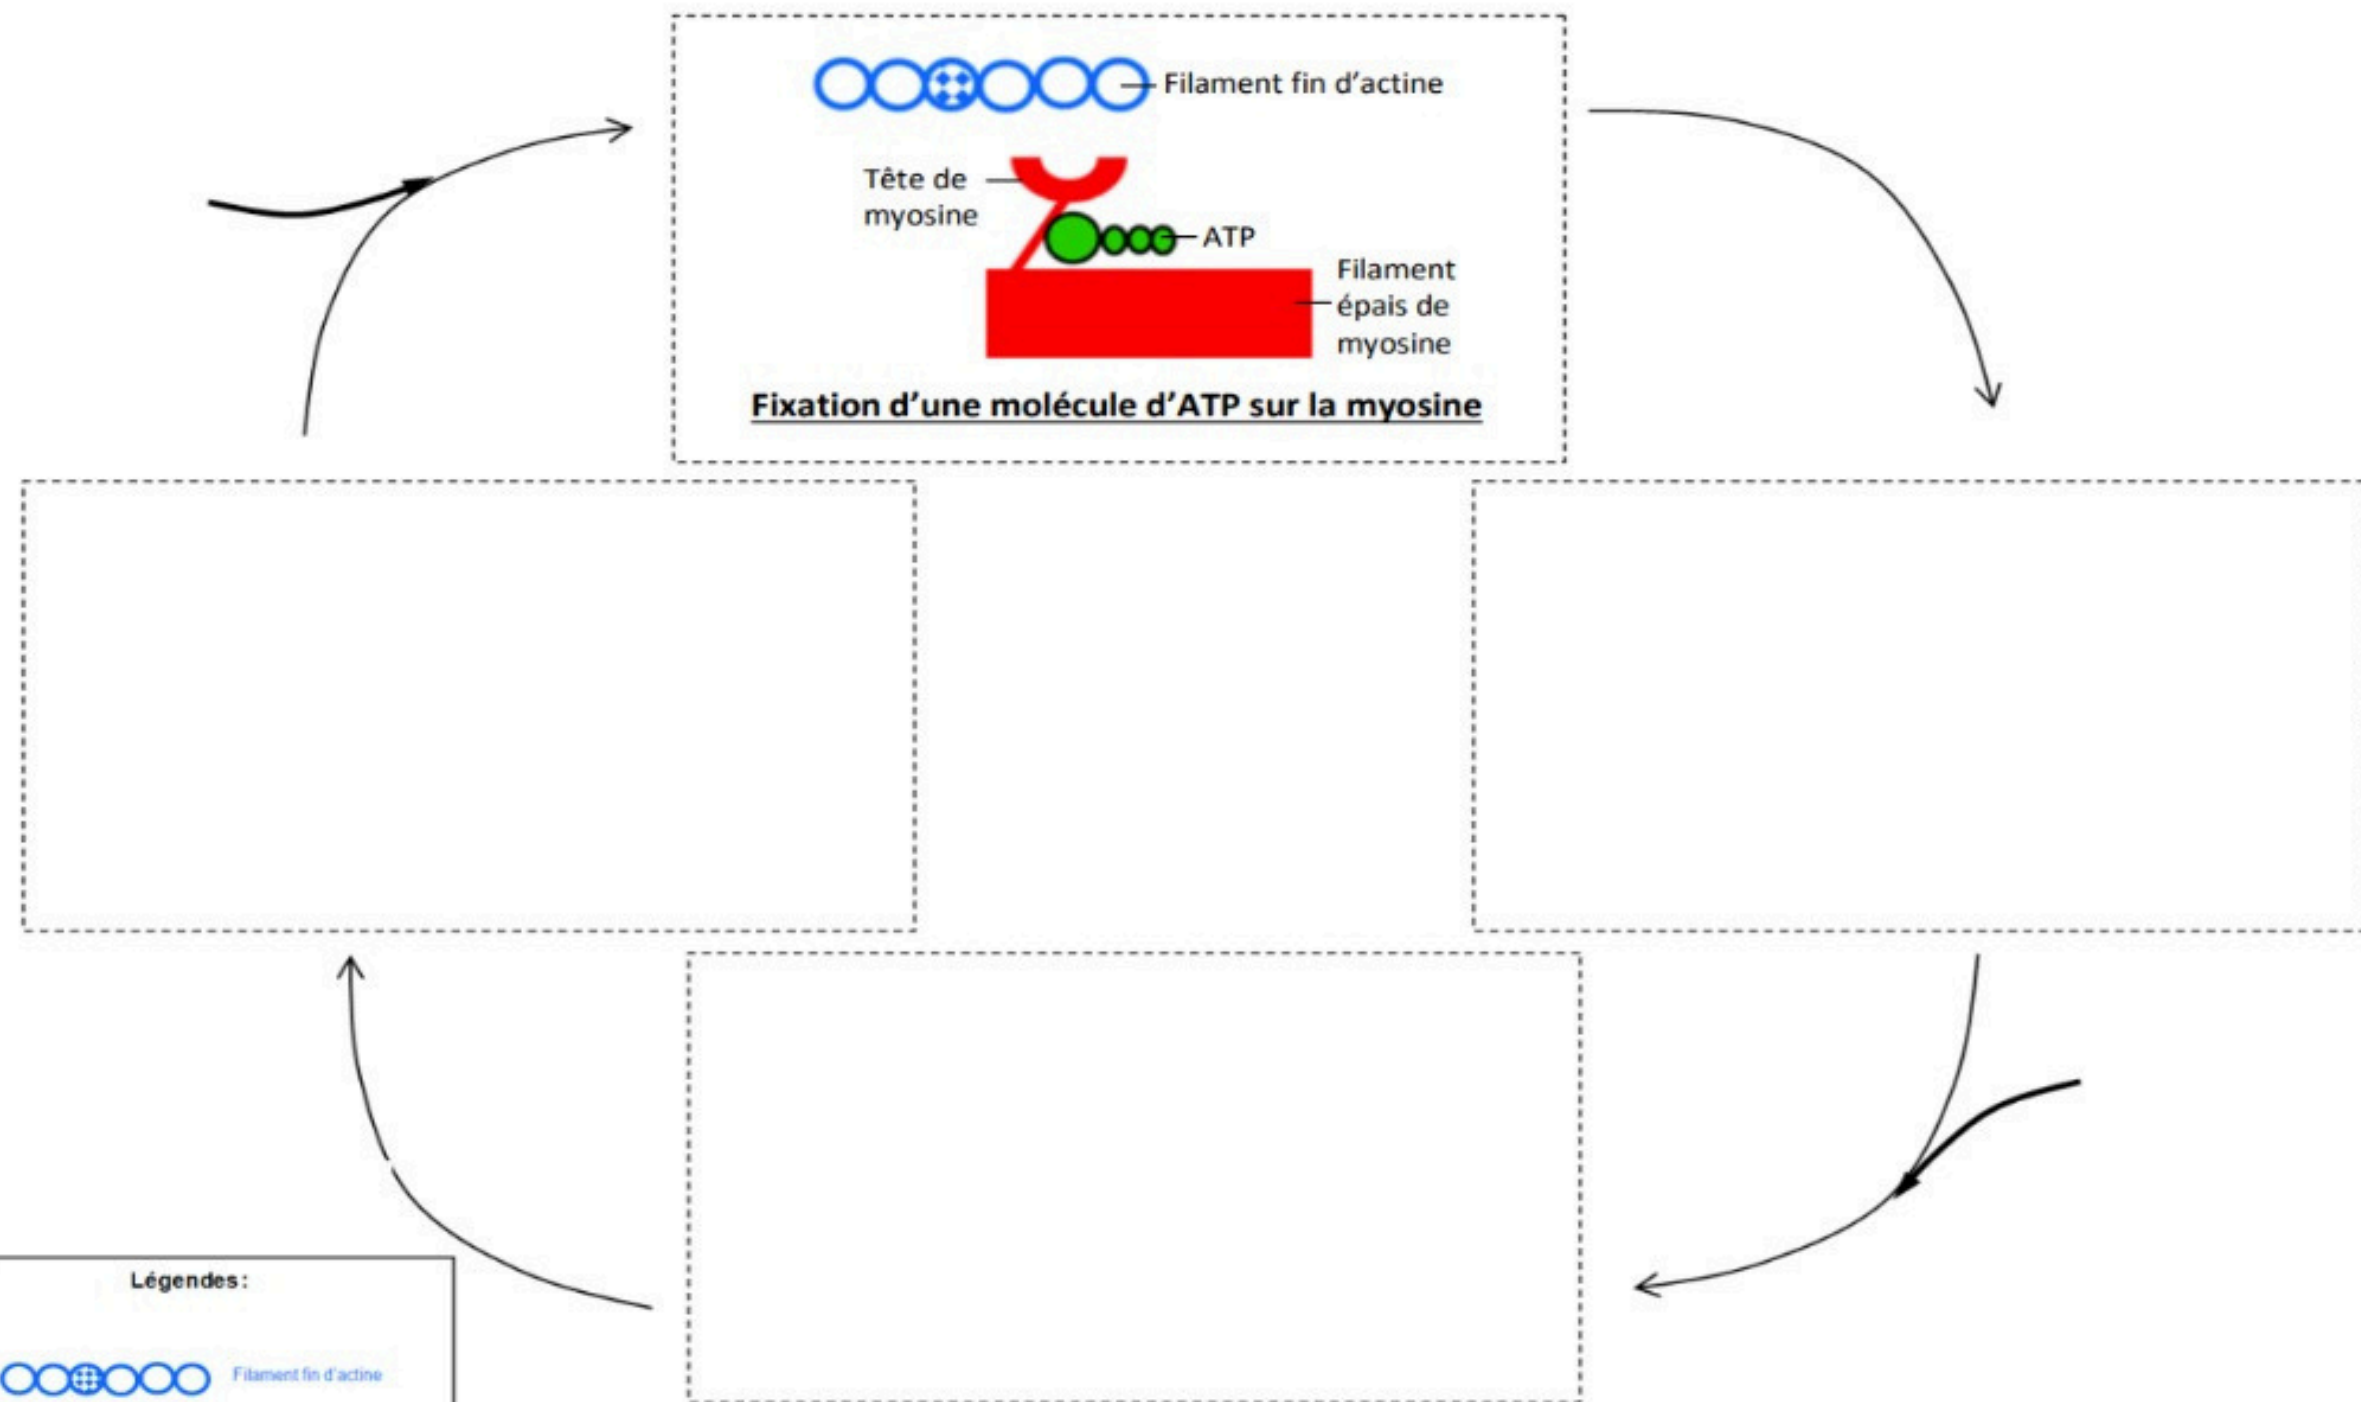 Filament fin d’actine
Tête de
myosine
ATP
Filament
épais de
myosine
Fixation d’une molécule d’ATP sur la myosine
Légendes:
Filament fin d'actine